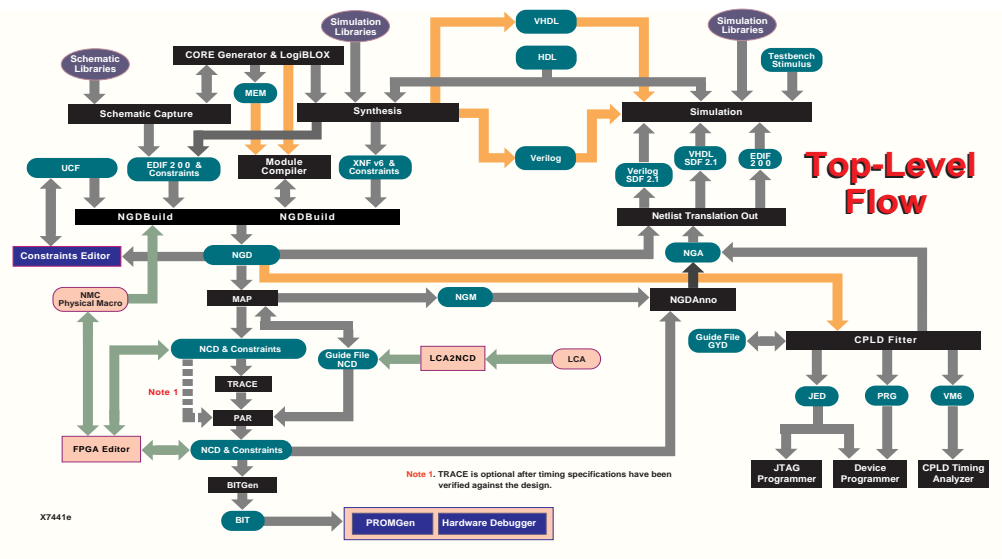 VHDL
Simulation
Libraries
Simulation
Libraries
CORE Generator & LogiBLOX
HDL
Schematic
Libraries
Testbench
Stimulus
MEM
Schematic Capture
Synthesis
Simulation
UCF
EDIF 2 0 0 &
Constraints
Module
Compiler
XNF v6 &
Constraints
Verilog
Verilog
SDF 2.1
VHDL
SDF 2.1
EDIF
2 0 0
Top-Level
Flow
NGDBuild
NGDBuild
Netlist Translation Out
Constraints Editor
NGD
NGA
NMC
Physical Macro
MAP
NGM
NGDAnno
NCD & Constraints
Guide File
NCD
LCA2NCD
LCA
Guide File
GYD
CPLD Fitter
TRACE
Note 1
JED
PRG
VM6
PAR
FPGA Editor
NCD & Constraints
BITGen
Note 1. TRACE is optional after timing specifications have been
verified against the design.
JTAG
Programmer
Device
Programmer
CPLD Timing
Analyzer
X7441e
BIT
PROMGen
Hardware Debugger